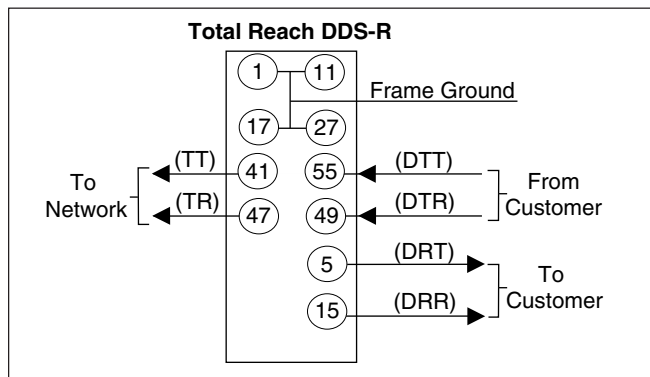 Total Reach DDS-R
1 11
Frame Ground
17 27
(TT) 41 55 (DTT)
To Network
From Customer
(TR) 47 49 (DTR)
5 (DRT)
To Customer
15 (DRR)